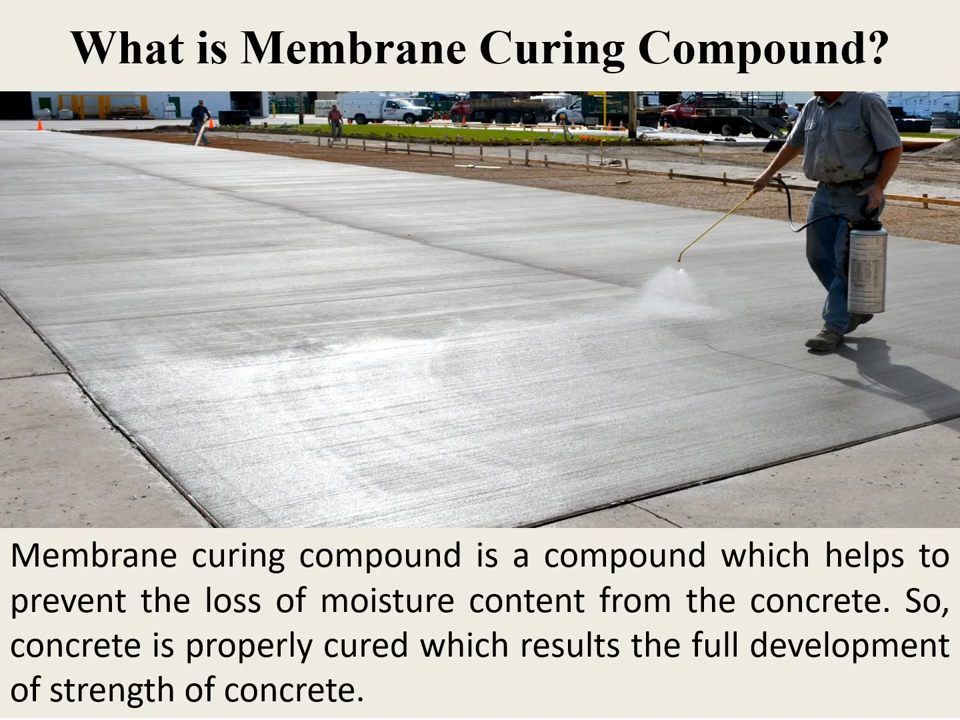 What is Membrane Curing Compound?
Membrane curing compound is a compound which helps to
prevent the loss of moisture content from the concrete. So,
concrete is properly cured which results the full development
of strength of concrete.